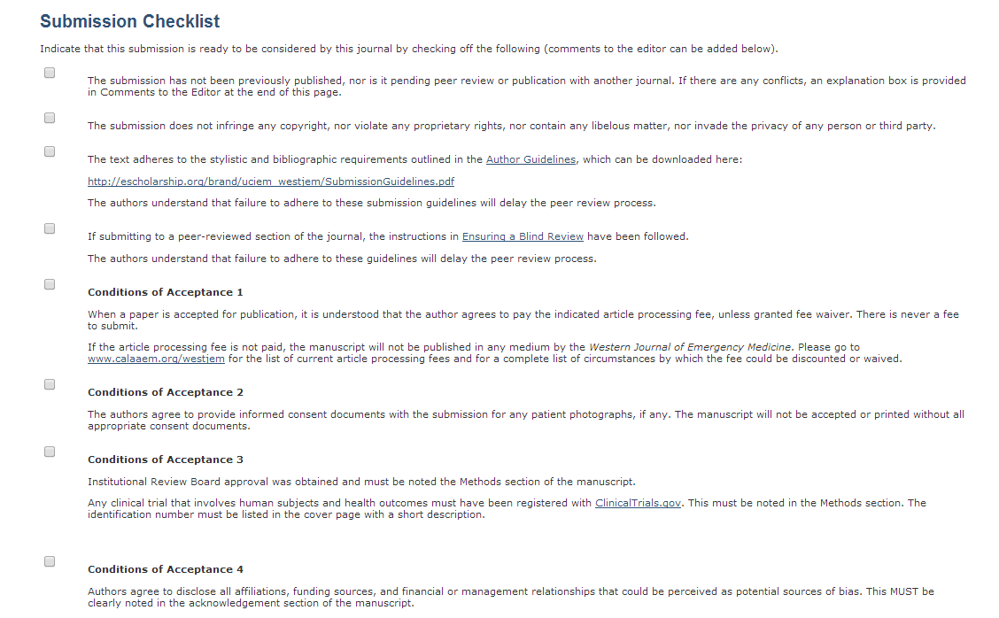 Submission Checklist
Indicate that this submission is ready to be considered by this journal by checking off the following (comments to the editor can be added below).
The submission has not been previously published, nor is it pending peer review or publication with another journal. If there are any conflicts, an explanation box is provided
in Comments to the Editor at the end of this page.
The submission does not infringe any copyright, nor violate any proprietary rights, nor contain any libelous matter, nor invade the privacy of any person or third party.
The text adheres to the stylistic and bibliographic requirements outlined in the Author Guidelines, which can be downloaded here:
http://escholarship.org/brand/uciem_westjem/SubmissionGuidelines.pdf
The authors understand that failure to adhere to these submission guidelines will delay the peer review process.
If submitting to a peer-reviewed section of the journal, the instructions in Ensuring a Blind Review have been followed.
The authors understand that failure to adhere to these guidelines will delay the peer review process.
Conditions of Acceptance 1
When a paper is accepted for publication, it is understood that the author agrees to pay the indicated article processing fee, unless granted fee waiver. There is never a fee
to submit.
If the article processing fee is not paid, the manuscript will not be published in any medium by the Western Journal of Emergency Medicine. Please go to
www.calaaem.org/westjem for the list of current article processing fees and for a complete list of circumstances by which the fee could be discounted or waived.
Conditions of Acceptance 2
The authors agree to provide informed consent documents with the submission for any patient photographs, if any. The manuscript will not be accepted or printed without all
appropriate consent documents.
Conditions of Acceptance 3
Institutional Review Board approval was obtained and must be noted the Methods section of the manuscript.
Any clinical trial that involves human subjects and health outcomes must have been registered with ClinicalTrials.gov. This must be noted in the Methods section. The
identification number must be listed in the cover page with a short description.
Conditions of Acceptance 4
Authors agree to disclose all affiliations, funding sources, and financial or management relationships that could be perceived as potential sources of bias. This MUST be
clearly noted in the acknowledgement section of the manuscript.